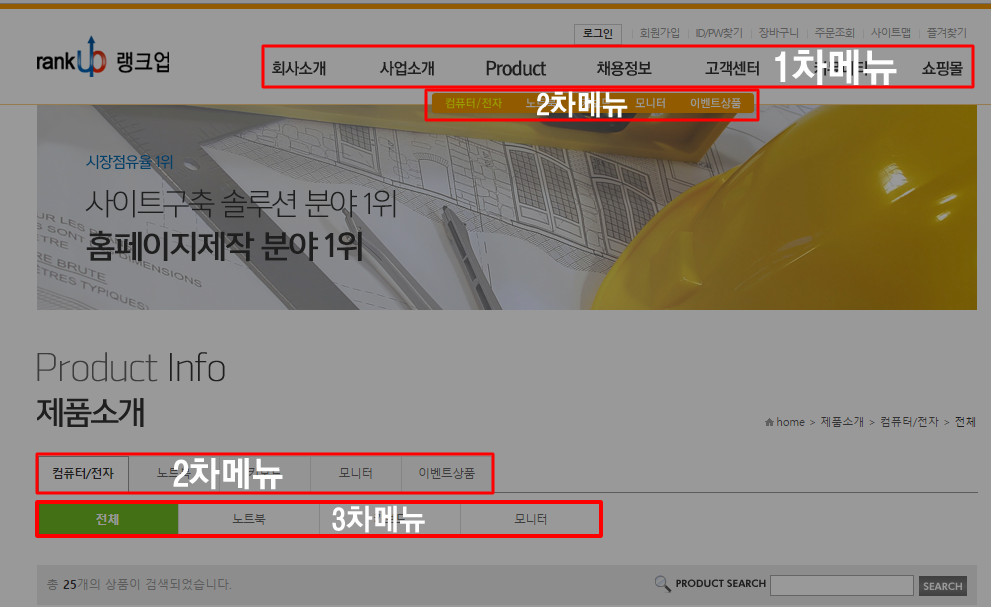 로그인 회원가입 ID/PW찾기 장바구니 주문조회 사이트맵 즐겨찾기
rankup 랭크업
회사소개 사업소개 Product 채용정보 고객센터 1차메뉴 쇼핑몰
컴퓨터/전자 2차메뉴 모니터 이벤트상품
시장점유율 1위
사이트구축 솔루션 분야 1위
홈페이지제작 분야 1위
SUR LES
SONT
BRUTE DIMENSIONS
TRES TYPIQUES
Product Info
제품소개
home > 제품소개 > 컴퓨터/전자 > 전체
컴퓨터/전자 2차메뉴 모니터 이벤트상품
전체 노트북 3차메뉴 모니터
총 25개의 상품이 검색되었습니다.
PRODUCT SEARCH SEARCH